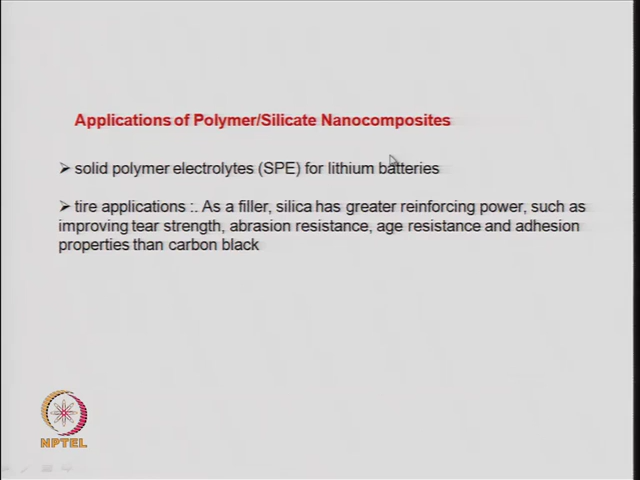 Applications of Polymer/Silicate Nanocomposites
➢ solid polymer electrolytes (SPE) for lithium batteries
➢ tire applications :. As a filler, silica has greater reinforcing power, such as
improving tear strength, abrasion resistance, age resistance and adhesion
properties than carbon black
NPTEL